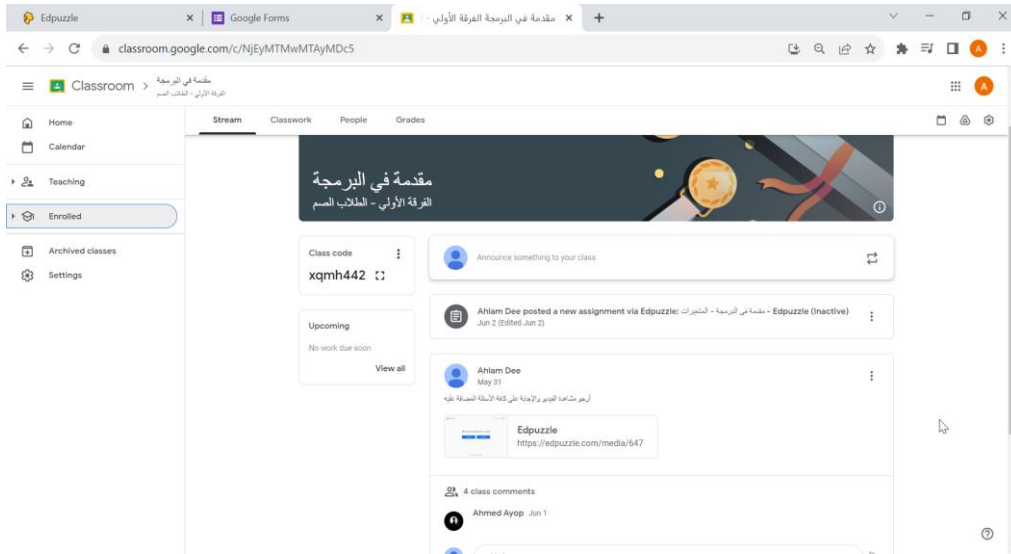 Edpuzzle
Google Forms
مقدمة في البرمجة الفرقة الأولي -
classroom.google.com/c/NjEyMTMwMTAyMDc5
A
Classroom
مقدمة في البرمجة
الفرقة الأولي - الطلاب الصم
A
Home
Calendar
Teaching
Enrolled
Archived classes
Settings
Stream Classwork People Grades
مقدمة في البرمجة
الفرقة الأولي - الطلاب الصم
Class code
xqmh442
Upcoming
No work due soon
View all
Announce something to your class
Ahlam Dee posted a new assignment via Edpuzzle: مقدمة في البرمجة - المتغيرات - Edpuzzle (Inactive)
Jun 2 (Edited Jun 2)
Ahlam Dee
May 31
أرجو مشاهدة الفيديو والإجابة على كافة الأسئلة المضافة عليه
Edpuzzle
https://edpuzzle.com/media/647
4 class comments
Ahmed Ayop Jun 1